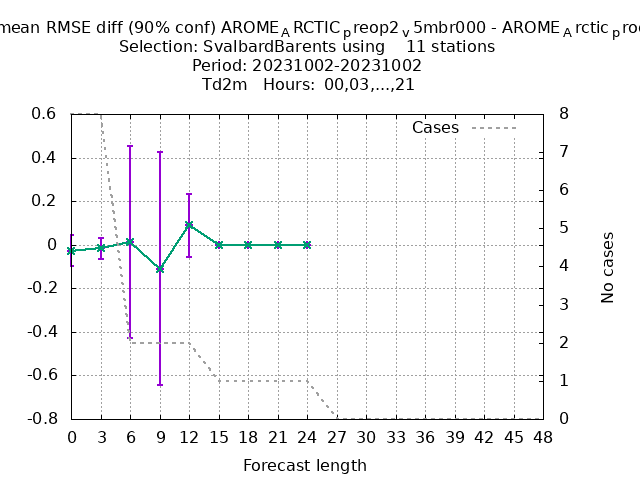 mean RMSE diff (90% conf) AROME_ARCTIC_preop2_v5mbr000 - AROME_Arctic_proc
Selection: SvalbardBarents using 11 stations
Period: 20231002-20231002
Td2m Hours: 00,03,...,21
Cases
0.6
0.4
0.2
0
-0.2
-0.4
-0.6
-0.8
8
7
6
5
4
3
2
1
0
No cases
0 3 6 9 12 15 18 21 24 27 30 33 36 39 42 45 48
Forecast length